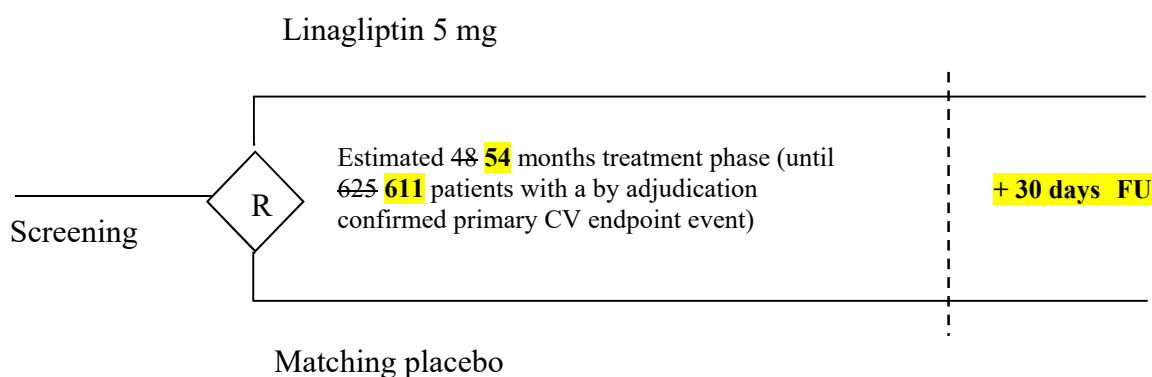 Linagliptin 5 mg
Estimated 48 54 months treatment phase (until
625 611 patients with a by adjudication
confirmed primary CV endpoint event)
+ 30 days FU
R
Screening
Matching placebo